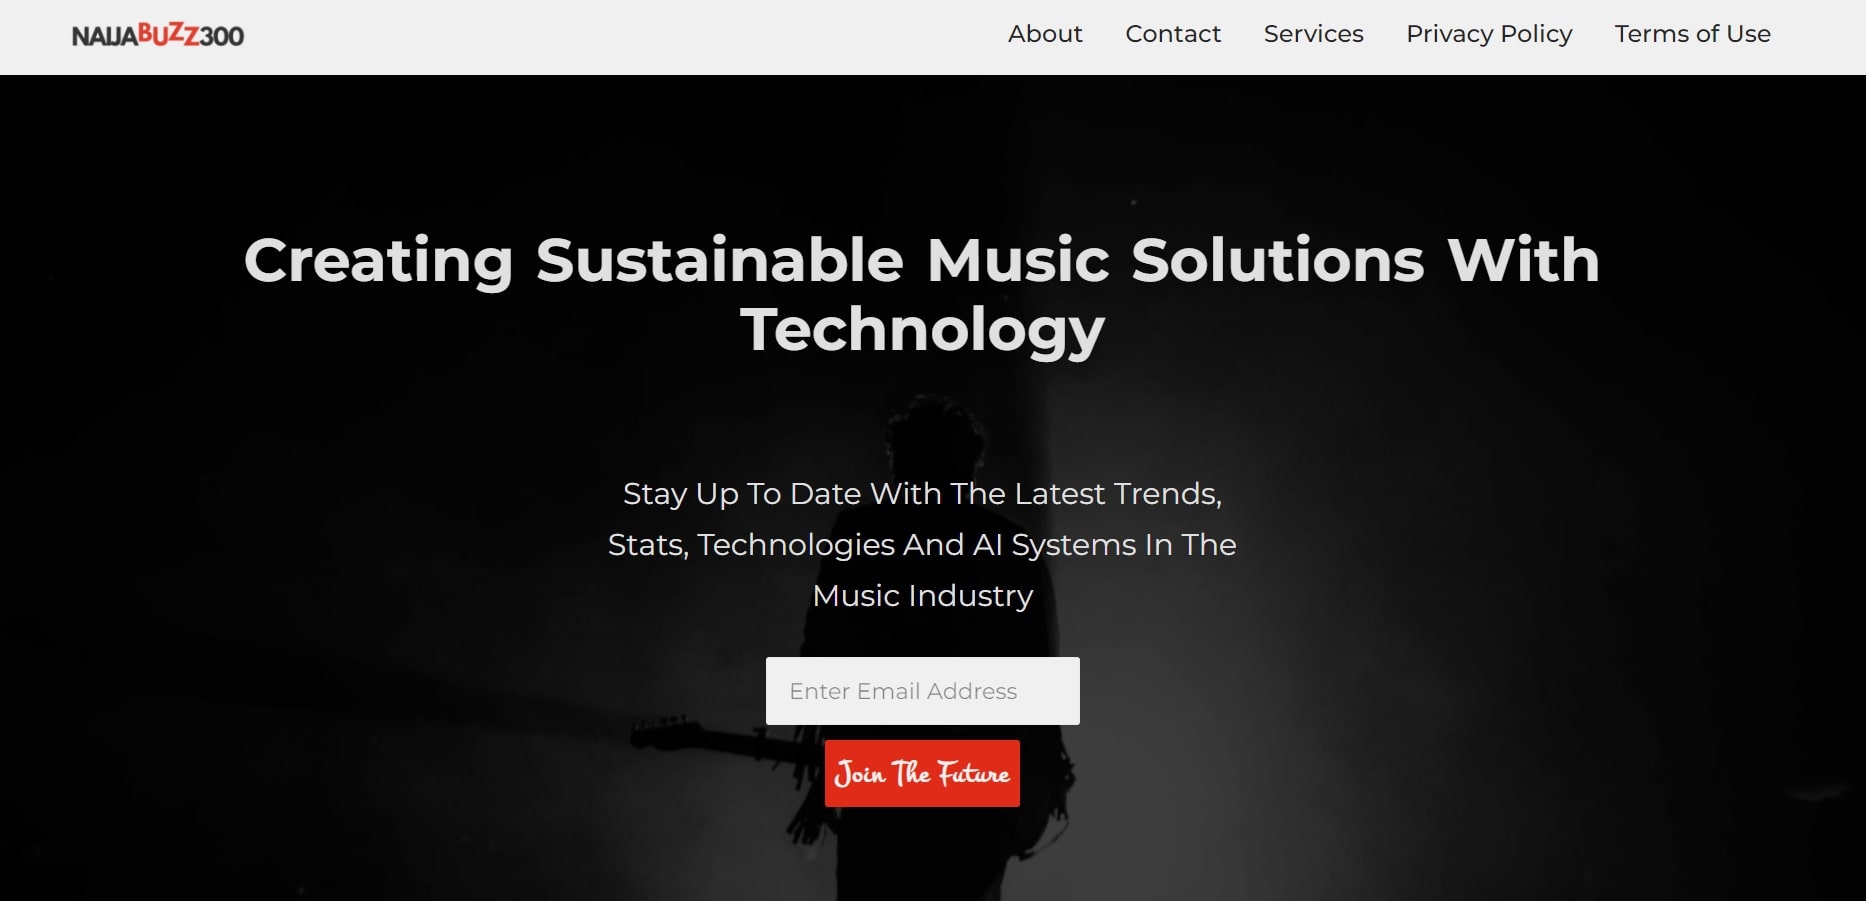 NAIJABUZZ300
About Contact Services Privacy Policy Terms of Use
Creating Sustainable Music Solutions With
Technology
Stay Up To Date With The Latest Trends,
Stats, Technologies And AI Systems In The
Music Industry
Enter Email Address
Join The Future